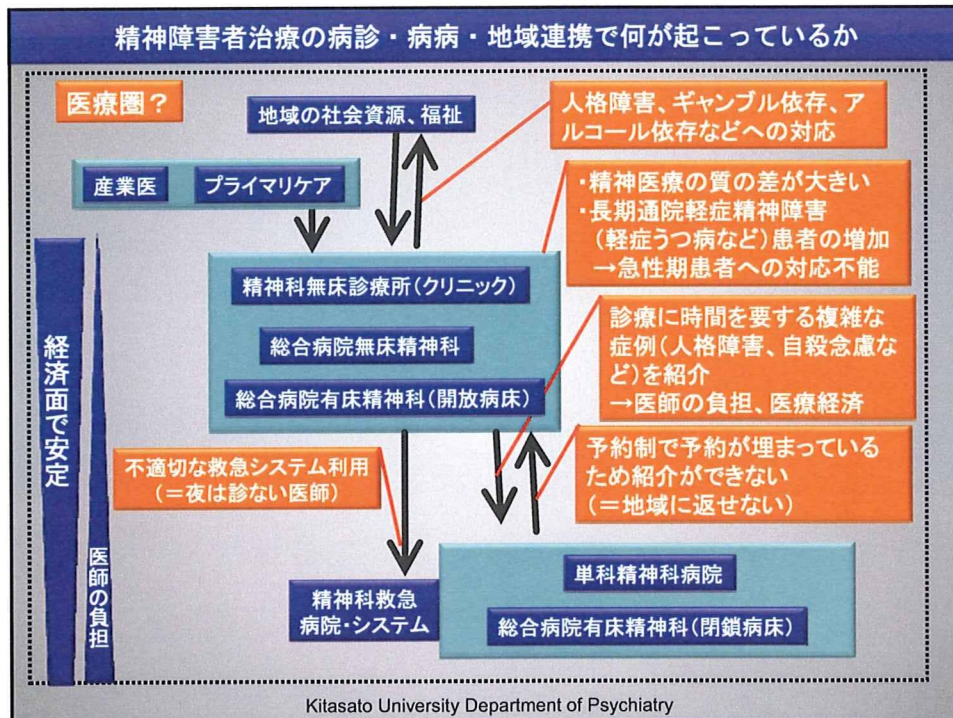 精神障害者治療の病診・病病・地域連携で何が起こっているか
医療圏？
地域の社会資源、福祉
人格障害、ギャンブル依存、ア
ルコール依存などへの対応
産業医
プライマリケア
・精神医療の質の差が大きい
・長期通院軽症精神障害
（軽症うつ病など）患者の増加
→急性期患者への対応不能
精神科無床診療所（クリニック）
総合病院無床精神科
総合病院有床精神科（開放病床）
診療に時間を要する複雑な
症例（人格障害、自殺念慮な
ど）を紹介
→医師の負担、医療経済
経済面で安定
医師の負担
不適切な救急システム利用
（＝夜は診ない医師）
予約制で予約が埋まっている
ため紹介ができない
（＝地域に返せない）
精神科救急
病院・システム
単科精神科病院
総合病院有床精神科（閉鎖病床）
Kitasato University Department of Psychiatry